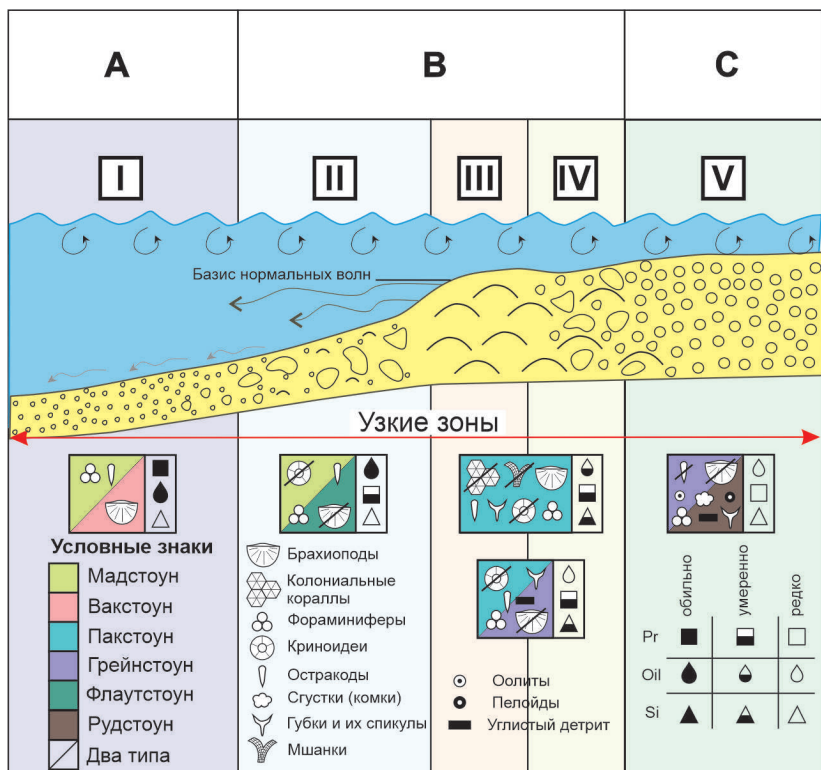 A
B
C
I
II
III
IV
V
Базис нормальных волн
Узкие зоны
Условные знаки
Мадстоун
Вакстоун
Пакстоун
Грейнстоун
Флаутстоун
Рудстоун
Два типа
Брахиоподы
Колониальные
кораллы
Фораминиферы
Криноидеи
Остракоды
Сгустки (комки)
Губки и их спикулы
Мшанки
Оолиты
Пелойды
Углистый детрит
обильно
умеренно
редко
Pr
Oil
Si